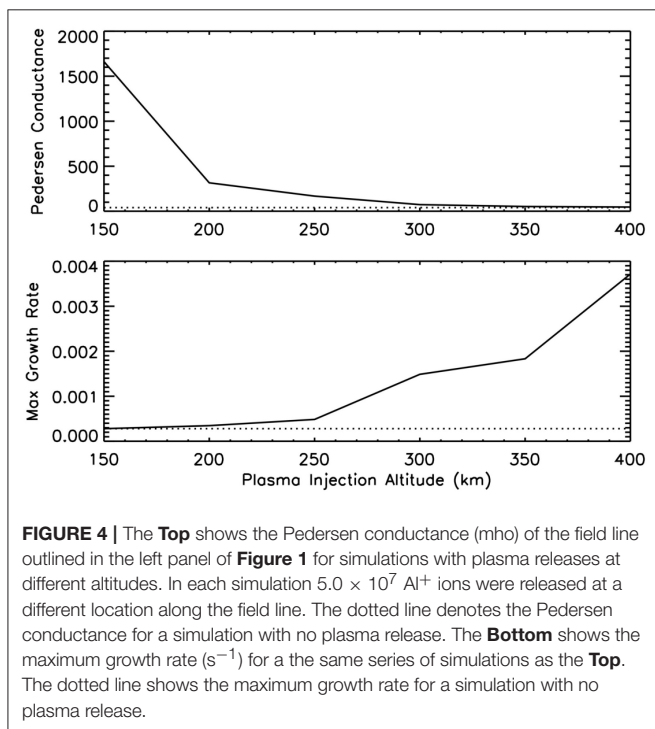 2000
1500
1000
500
0
Pedersen Conductance
150 200 250 300 350 400
0.004
0.003
0.002
0.001
0.000
Max Growth Rate
150 200 250 300 350 400
Plasma Injection Altitude (km)
FIGURE 4 | The Top shows the Pedersen conductance (mho) of the field line
outlined in the left panel of Figure 1 for simulations with plasma releases at
different altitudes. In each simulation 5.0 × 10⁷ Al⁺ ions were released at a
different location along the field line. The dotted line denotes the Pedersen
conductance for a simulation with no plasma release. The Bottom shows the
maximum growth rate (s⁻¹) for a the same series of simulations as the Top.
The dotted line shows the maximum growth rate for a simulation with no
plasma release.